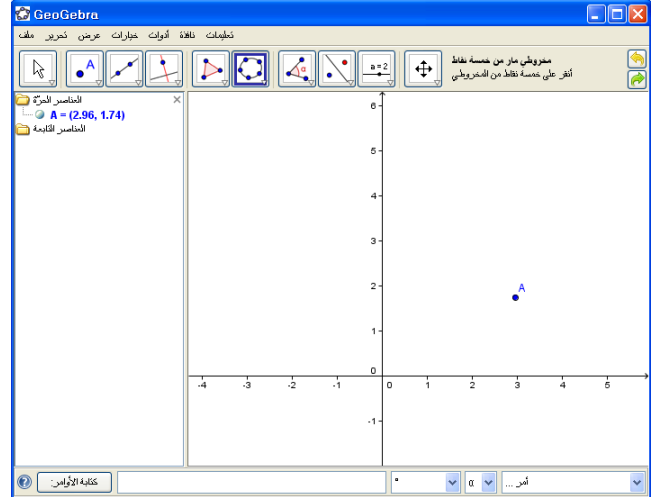 GeoGebra
ملف تحرير عرض خيارات أدوات نافذة تعليمات
A
α
a = 2
مخروطي مار من خمسة نقاط
أنقر على خمسة نقاط من المخروطي
العناصر الحرّة
A = (2.96, 1.74)
العناصر التابعة
6
5
4
3
2
A
1
0
-4 -3 -2 -1 0 1 2 3 4 5
-1
كتابة الأوامر:
° α أمر ...